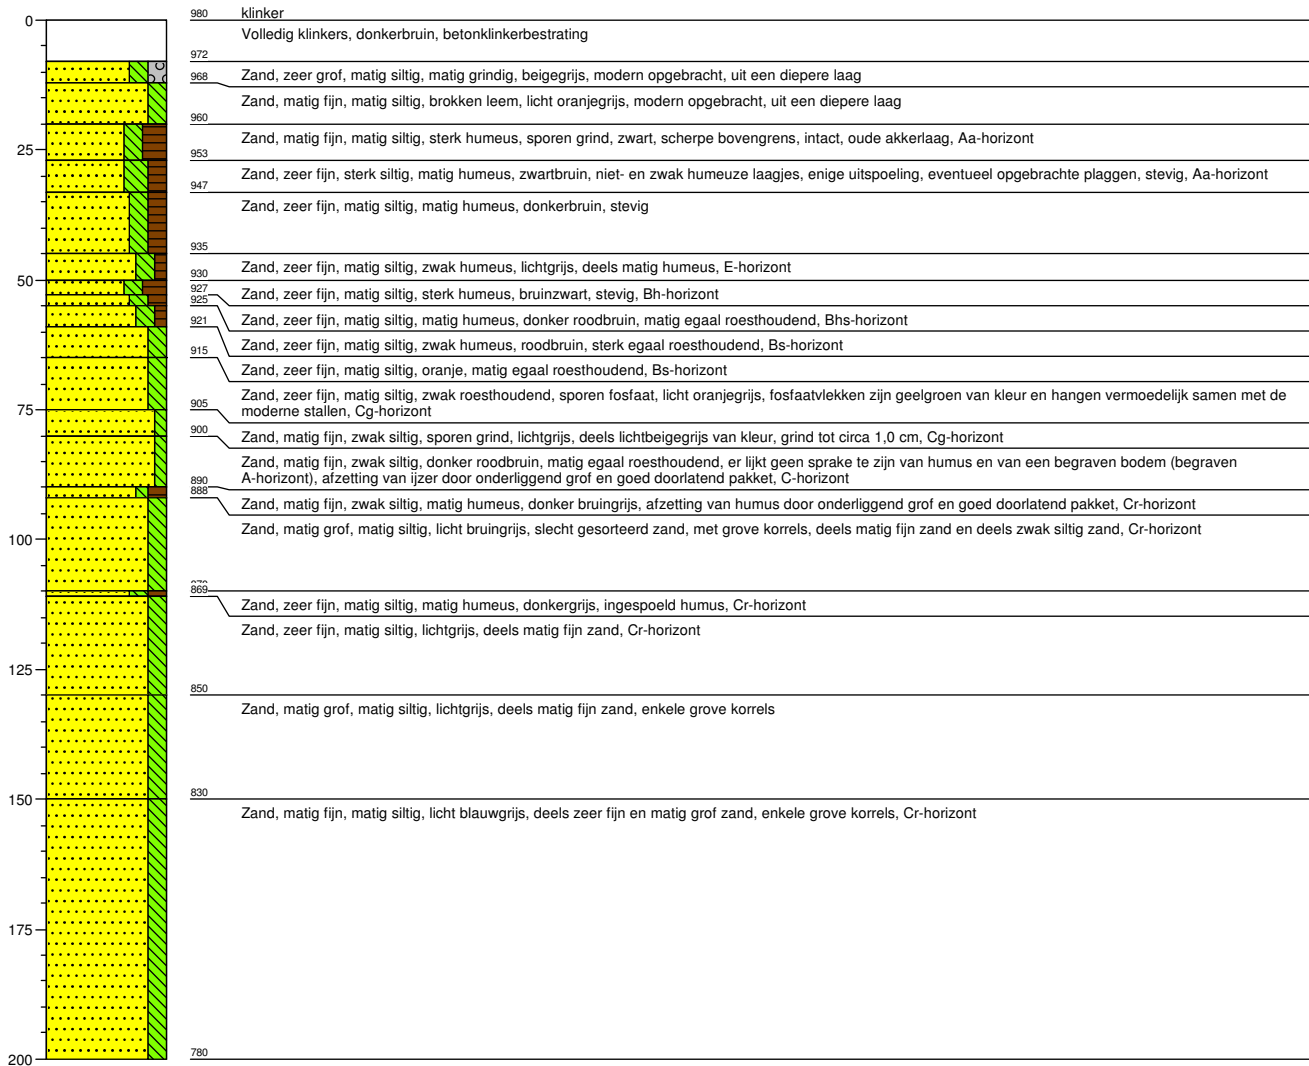 0
980 klinker
Volledig klinkers, donkerbruin, betonklinkerbestrating
972
Zand, zeer grof, matig siltig, matig grindig, beigegrijs, modern opgebracht, uit een diepere laag
968
Zand, matig fijn, matig siltig, brokken leem, licht oranjegrijs, modern opgebracht, uit een diepere laag
960
Zand, matig fijn, matig siltig, sterk humeus, sporen grind, zwart, scherpe bovengrens, intact, oude akkerlaag, Aa-horizont
25
953
Zand, zeer fijn, sterk siltig, matig humeus, zwartbruin, niet- en zwak humeuze laagjes, enige uitspoeling, eventueel opgebrachte plaggen, stevig, Aa-horizont
947
Zand, zeer fijn, matig siltig, matig humeus, donkerbruin, stevig
935
Zand, zeer fijn, matig siltig, zwak humeus, lichtgrijs, deels matig humeus, E-horizont
930
50
927
Zand, zeer fijn, matig siltig, sterk humeus, bruinzwart, stevig, Bh-horizont
925
Zand, zeer fijn, matig siltig, matig humeus, donker roodbruin, matig egaal roesthoudend, Bhs-horizont
921
Zand, zeer fijn, matig siltig, zwak humeus, roodbruin, sterk egaal roesthoudend, Bs-horizont
915
Zand, zeer fijn, matig siltig, oranje, matig egaal roesthoudend, Bs-horizont
Zand, zeer fijn, matig siltig, zwak roesthoudend, sporen fosfaat, licht oranjegrijs, fosfaatvlekken zijn geelgroen van kleur en hangen vermoedelijk samen met de
moderne stallen, Cg-horizont
75
905
900
Zand, matig fijn, zwak siltig, sporen grind, lichtgrijs, deels lichtbeigegrijs van kleur, grind tot circa 1,0 cm, Cg-horizont
Zand, matig fijn, zwak siltig, donker roodbruin, matig egaal roesthoudend, er lijkt geen sprake te zijn van humus en van een begraven bodem (begraven
A-horizont), afzetting van ijzer door onderliggend grof en goed doorlatend pakket, C-horizont
890
888
Zand, matig fijn, zwak siltig, matig humeus, donker bruingrijs, afzetting van humus door onderliggend grof en goed doorlatend pakket, Cr-horizont
Zand, matig grof, matig siltig, licht bruingrijs, slecht gesorteerd zand, met grove korrels, deels matig fijn zand en deels zwak siltig zand, Cr-horizont
100
869
Zand, zeer fijn, matig siltig, matig humeus, donkergrijs, ingespoeld humus, Cr-horizont
Zand, zeer fijn, matig siltig, lichtgrijs, deels matig fijn zand, Cr-horizont
125
850
Zand, matig grof, matig siltig, lichtgrijs, deels matig fijn zand, enkele grove korrels
150
830
Zand, matig fijn, matig siltig, licht blauwgrijs, deels zeer fijn en matig grof zand, enkele grove korrels, Cr-horizont
175
200
780